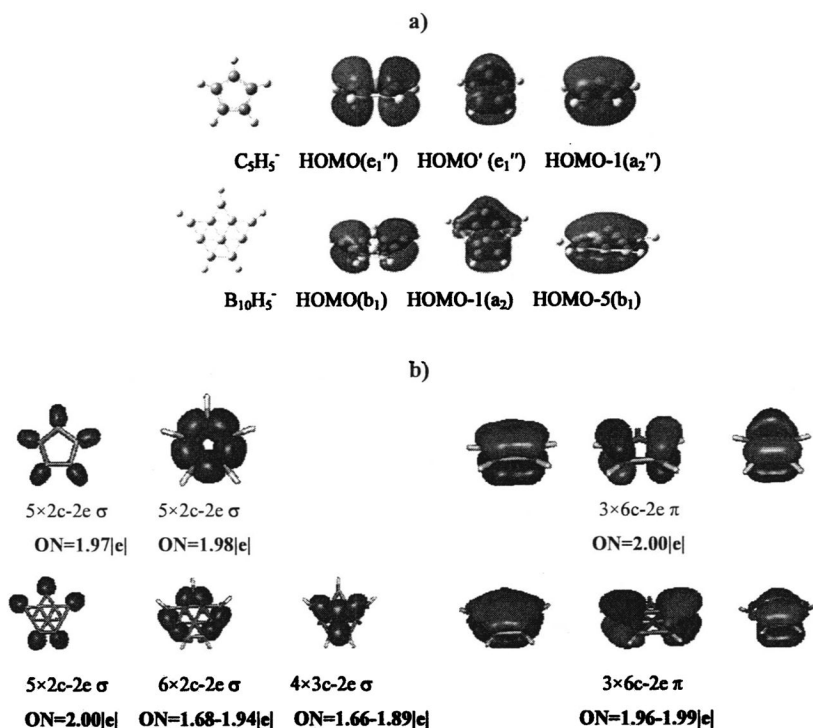 a)
C₅H₅⁻ HOMO(e₁″) HOMO′ (e₁″) HOMO-1(a₂″)
B₁₀H₅⁻ HOMO(b₁) HOMO-1(a₂) HOMO-5(b₁)
b)
5×2c-2e σ 5×2c-2e σ 3×6c-2e π
ON=1.97|e| ON=1.98|e| ON=2.00|e|
5×2c-2e σ 6×2c-2e σ 4×3c-2e σ 3×6c-2e π
ON=2.00|e| ON=1.68-1.94|e| ON=1.66-1.89|e| ON=1.96-1.99|e|